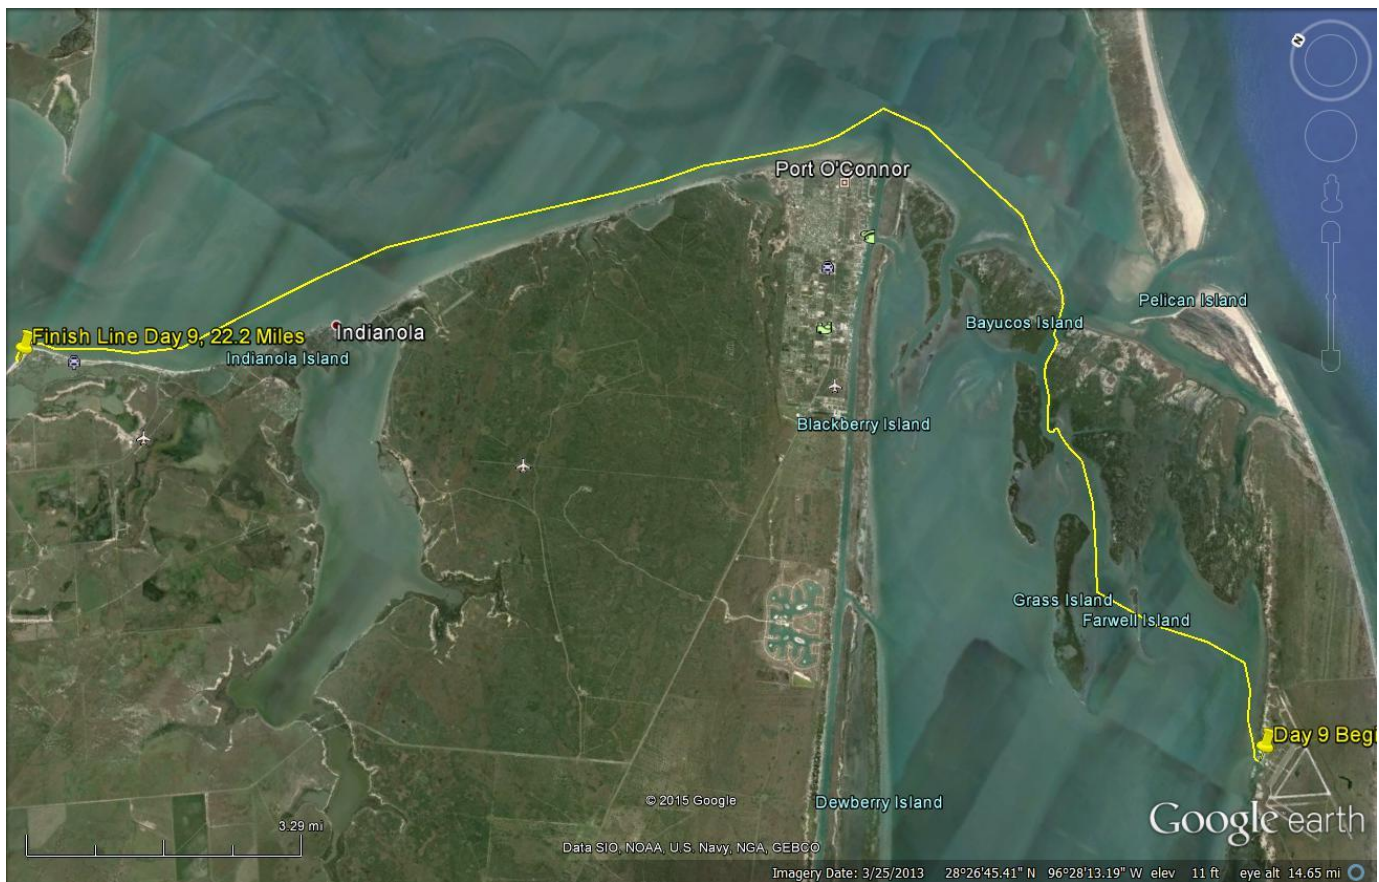 N
Port O'Connor
Pelican Island
Bayucos Island
Indianola
Finish Line Day 9, 22.2 Miles
Indianola Island
Blackberry Island
Grass Island
Farwell Island
Day 9 Begi
Dewberry Island
© 2015 Google
3.29 mi
Google earth
Data SIO, NOAA, U.S. Navy, NGA, GEBCO
Imagery Date: 3/25/2013 28°26'45.41" N 96°28'13.19" W elev 11 ft eye alt 14.65 mi